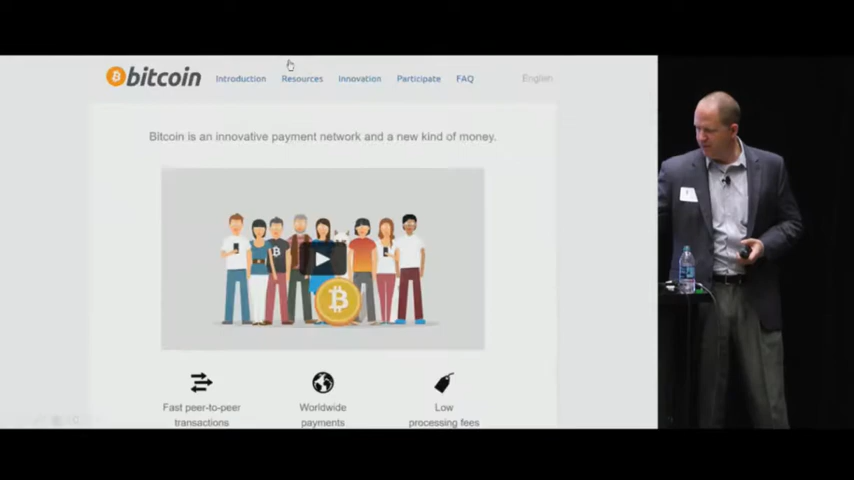 bitcoin
Introduction Resources Innovation Participate FAQ English
Bitcoin is an innovative payment network and a new kind of money.
Fast peer-to-peer
transactions
Worldwide
payments
Low
processing fees